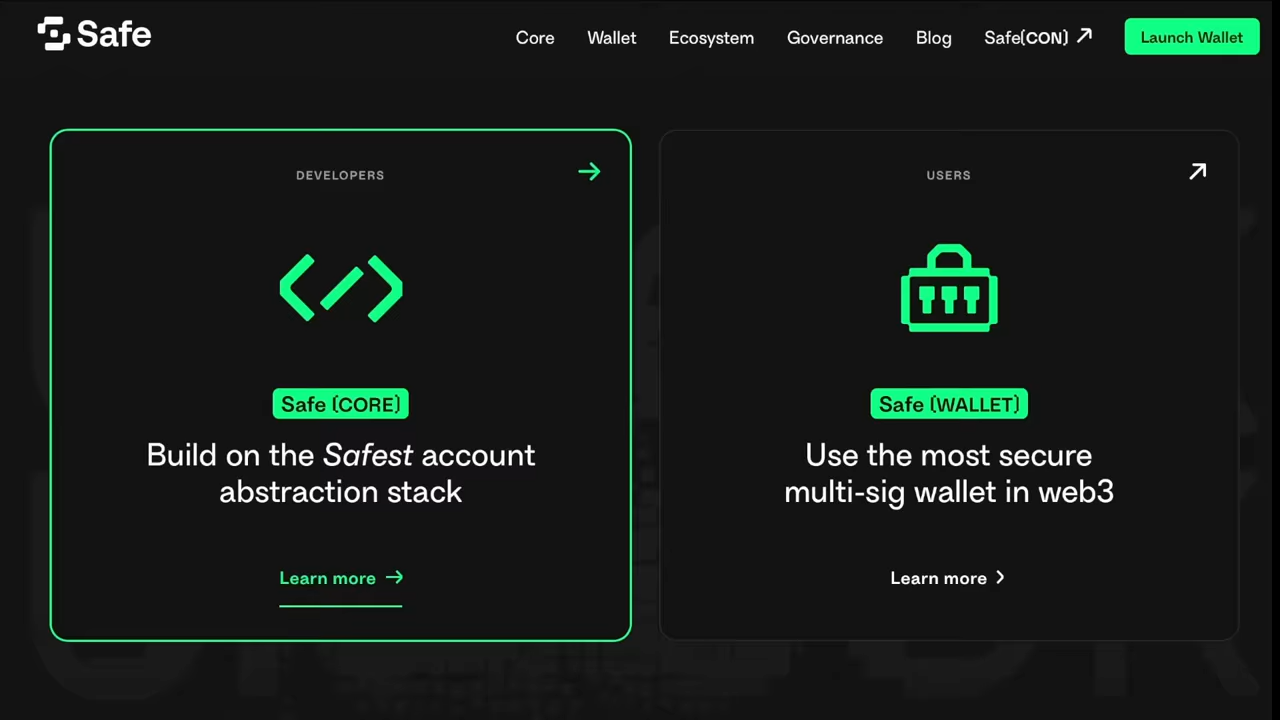 Safe
Core
Wallet
Ecosystem
Governance
Blog
Safe{CON}
Launch Wallet
DEVELOPERS
Safe {CORE}
Build on the Safest account
abstraction stack
Learn more
USERS
Safe {WALLET}
Use the most secure
multi-sig wallet in web3
Learn more